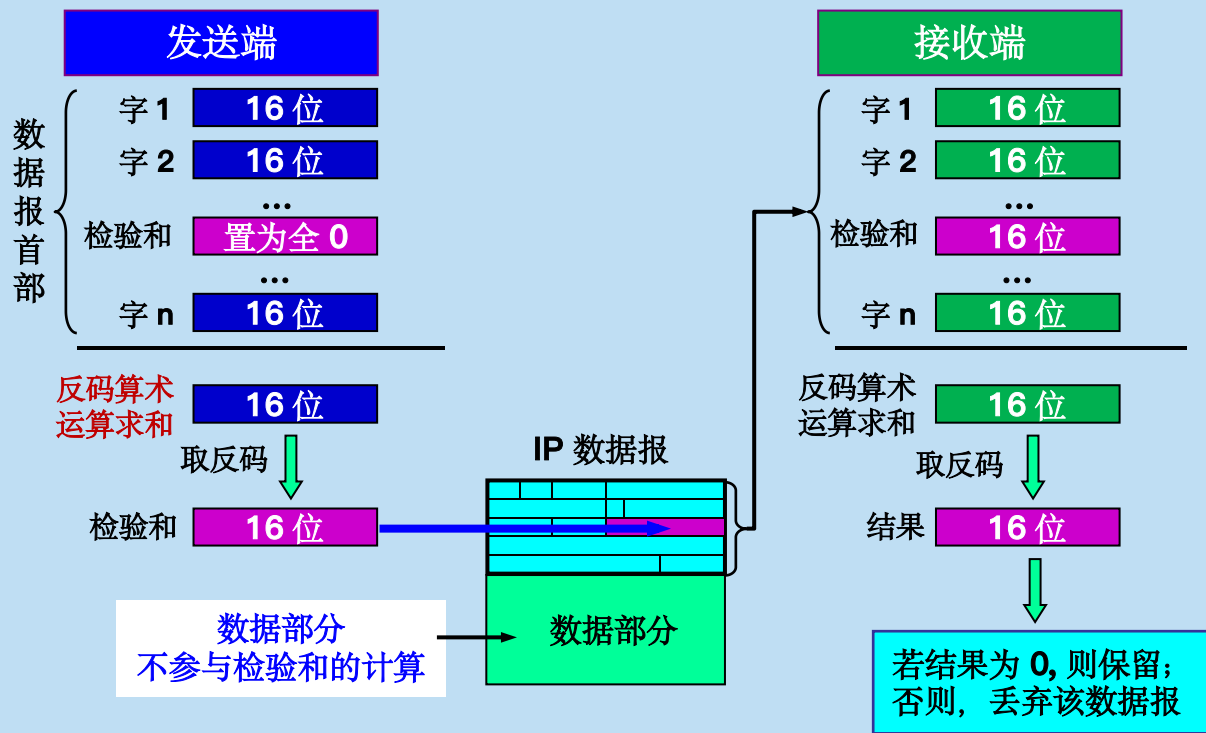 发送端
数据报首部
字 1
16 位
字 2
16 位
...
检验和
置为全 0
...
字 n
16 位
反码算术
运算求和
16 位
取反码
检验和
16 位
数据部分
不参与检验和的计算
IP 数据报
数据部分
接收端
字 1
16 位
字 2
16 位
...
检验和
16 位
...
字 n
16 位
反码算术
运算求和
16 位
取反码
结果
16 位
若结果为 0, 则保留；
否则，丢弃该数据报